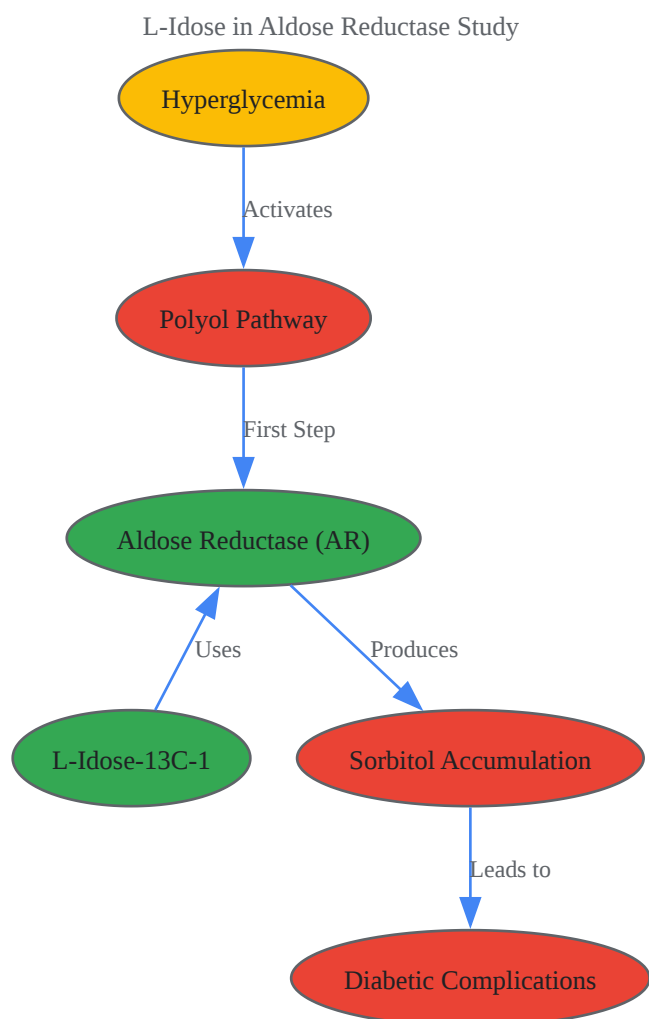 L-Idose in Aldose Reductase Study
Hyperglycemia
Activates
Polyol Pathway
First Step
Aldose Reductase (AR)
Uses
Produces
L-Idose-13C-1
Sorbitol Accumulation
Leads to
Diabetic Complications